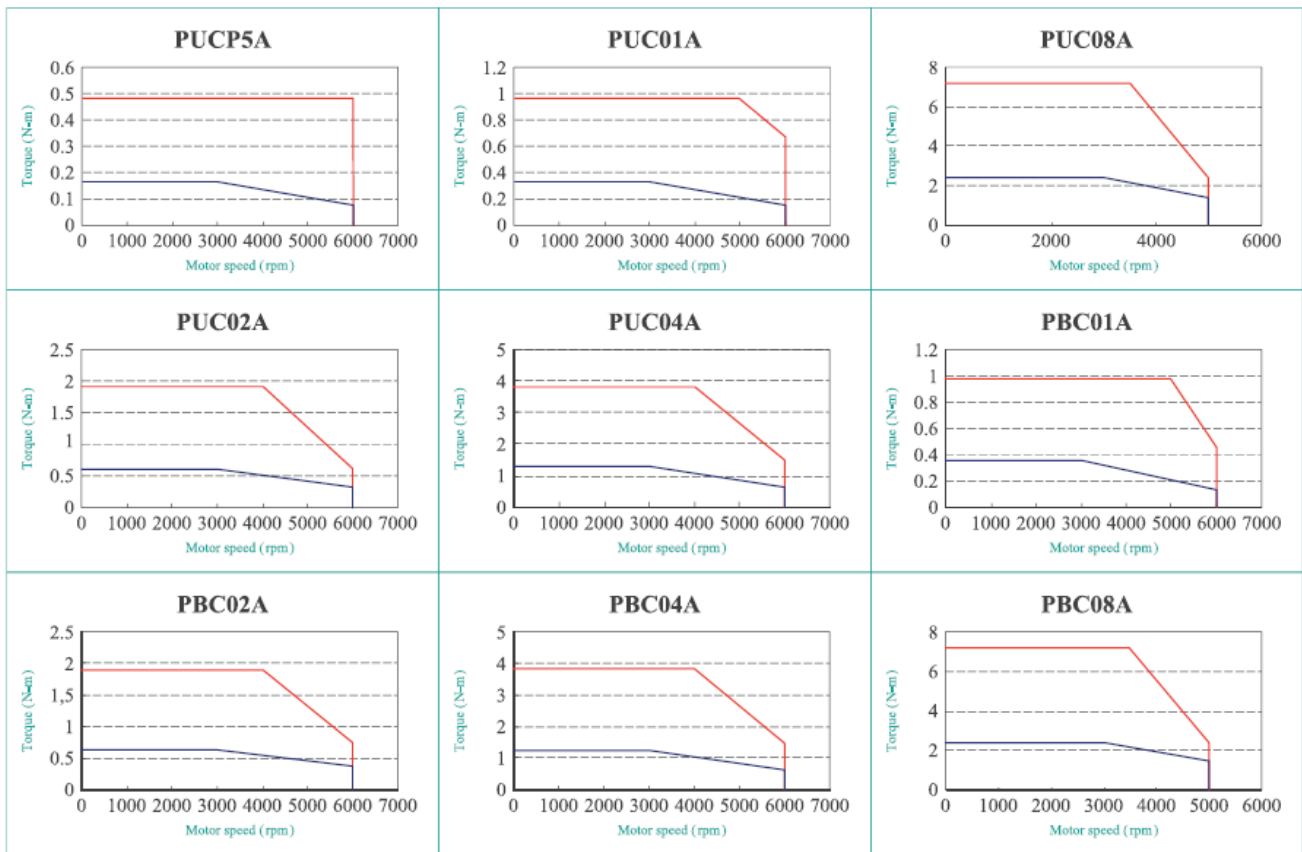 PUCP5A
0.6
0.5
0.4
0.3
0.2
0.1
0
Torque (N-m)
0 1000 2000 3000 4000 5000 6000 7000
Motor speed (rpm)
PUC01A
1.2
1
0.8
0.6
0.4
0.2
0
Torque (N-m)
0 1000 2000 3000 4000 5000 6000 7000
Motor speed (rpm)
PUC08A
8
6
4
2
0
Torque (N-m)
0 2000 4000 6000
Motor speed (rpm)
PUC02A
2.5
2
1.5
1
0.5
0
Torque (N-m)
0 1000 2000 3000 4000 5000 6000 7000
Motor speed (rpm)
PUC04A
5
4
3
2
1
0
Torque (N-m)
0 1000 2000 3000 4000 5000 6000 7000
Motor speed (rpm)
PBC01A
1.2
1
0.8
0.6
0.4
0.2
0
Torque (N-m)
0 1000 2000 3000 4000 5000 6000 7000
Motor speed (rpm)
PBC02A
2.5
2
1,5
1
0.5
0
Torque (N-m)
0 1000 2000 3000 4000 5000 6000 7000
Motor speed (rpm)
PBC04A
5
4
3
2
1
0
Torque (N-m)
0 1000 2000 3000 4000 5000 6000 7000
Motor speed (rpm)
PBC08A
8
6
4
2
0
Torque (N-m)
0 1000 2000 3000 4000 5000 6000
Motor speed (rpm)